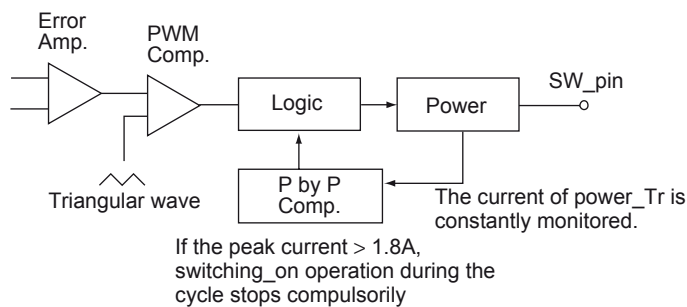 Error
Amp.
PWM
Comp.
SW_pin
Logic
Power
Triangular wave
P by P
Comp.
The current of power_Tr is
constantly monitored.
If the peak current > 1.8A,
switching_on operation during the
cycle stops compulsorily